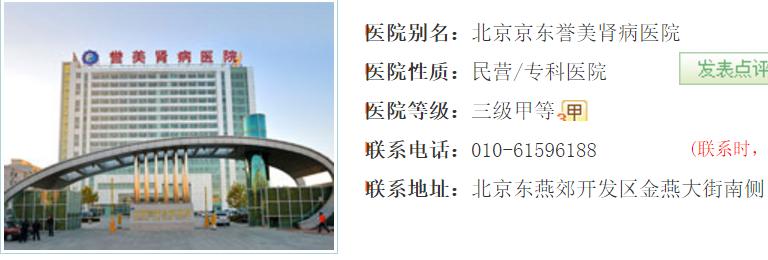 誉美肾病医院
医院别名：北京京东誉美肾病医院
医院性质：民营/专科医院
发表点评
医院等级：三级甲等 3甲
联系电话：010-61596188
(联系时，
联系地址：北京东燕郊开发区金燕大街南侧